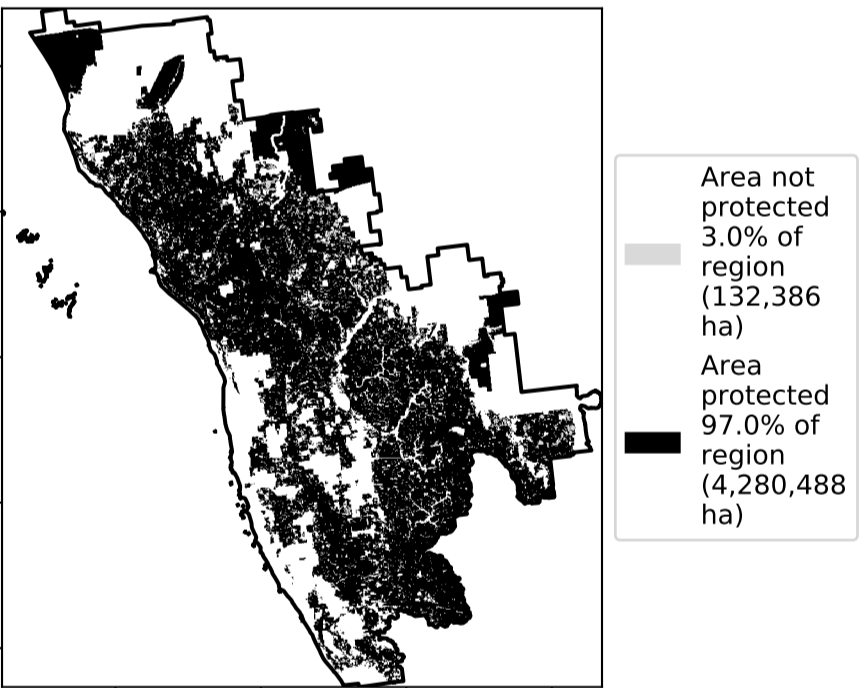 Area not
protected
3.0% of
region
(132,386
ha)
Area
protected
97.0% of
region
(4,280,488
ha)